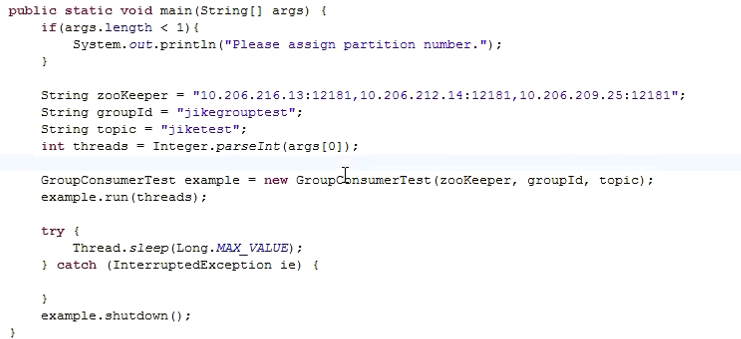 public static void main(String[] args) {
if(args.length < 1){
System.out.println("Please assign partition number.");
}
String zooKeeper = "10.206.216.13:12181,10.206.212.14:12181,10.206.209.25:12181";
String groupId = "jikegrouptest";
String topic = "jiketest";
int threads = Integer.parseInt(args[0]);
GroupConsumerTest example = new GroupConsumerTest(zooKeeper, groupId, topic);
example.run(threads);
try {
Thread.sleep(Long.MAX_VALUE);
} catch (InterruptedException ie) {
}
example.shutdown();
}